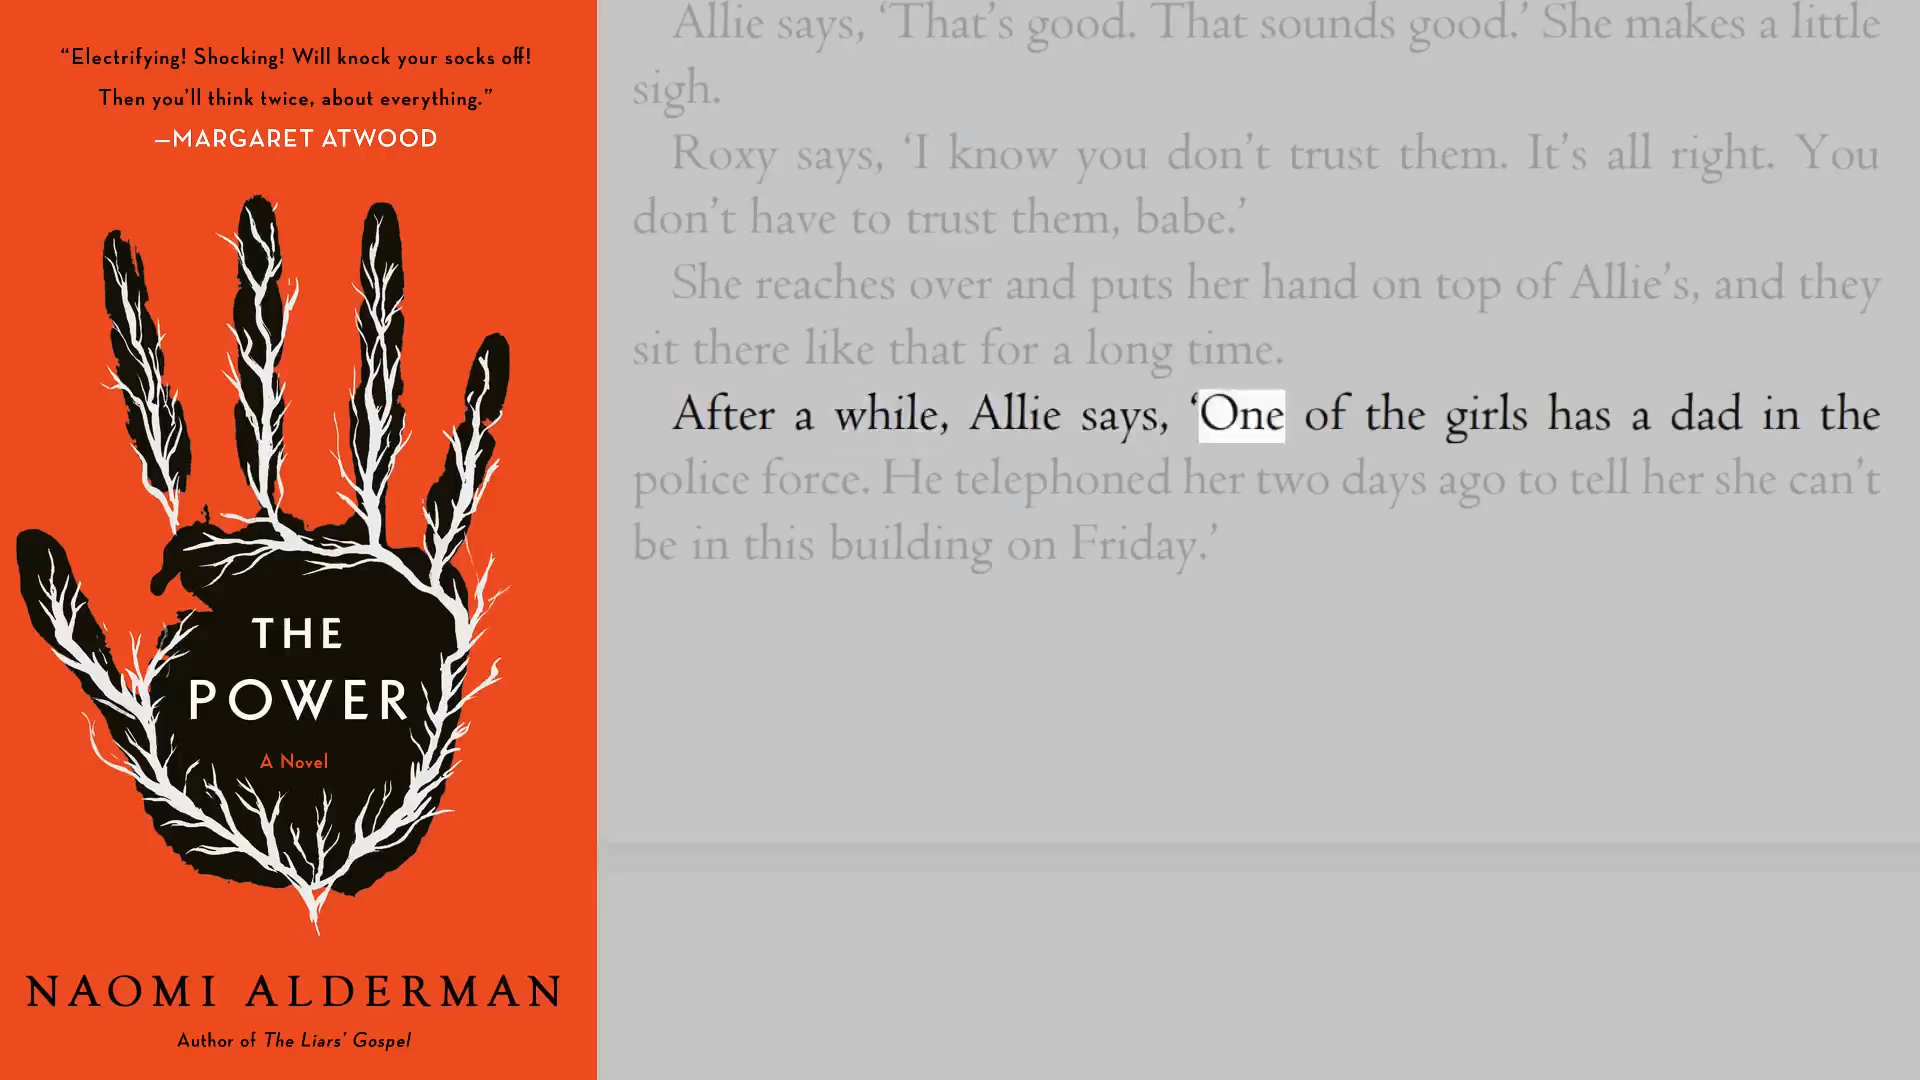 “Electrifying! Shocking! Will knock your socks off!
Then you’ll think twice, about everything.”
—MARGARET ATWOOD
THE
POWER
A Novel
NAOMI ALDERMAN
Author of The Liars’ Gospel
Allie says, ‘That’s good. That sounds good.’ She makes a little
sigh.
Roxy says, ‘I know you don’t trust them. It’s all right. You
don’t have to trust them, babe.’
She reaches over and puts her hand on top of Allie’s, and they
sit there like that for a long time.
After a while, Allie says, ‘One of the girls has a dad in the
police force. He telephoned her two days ago to tell her she can’t
be in this building on Friday.’